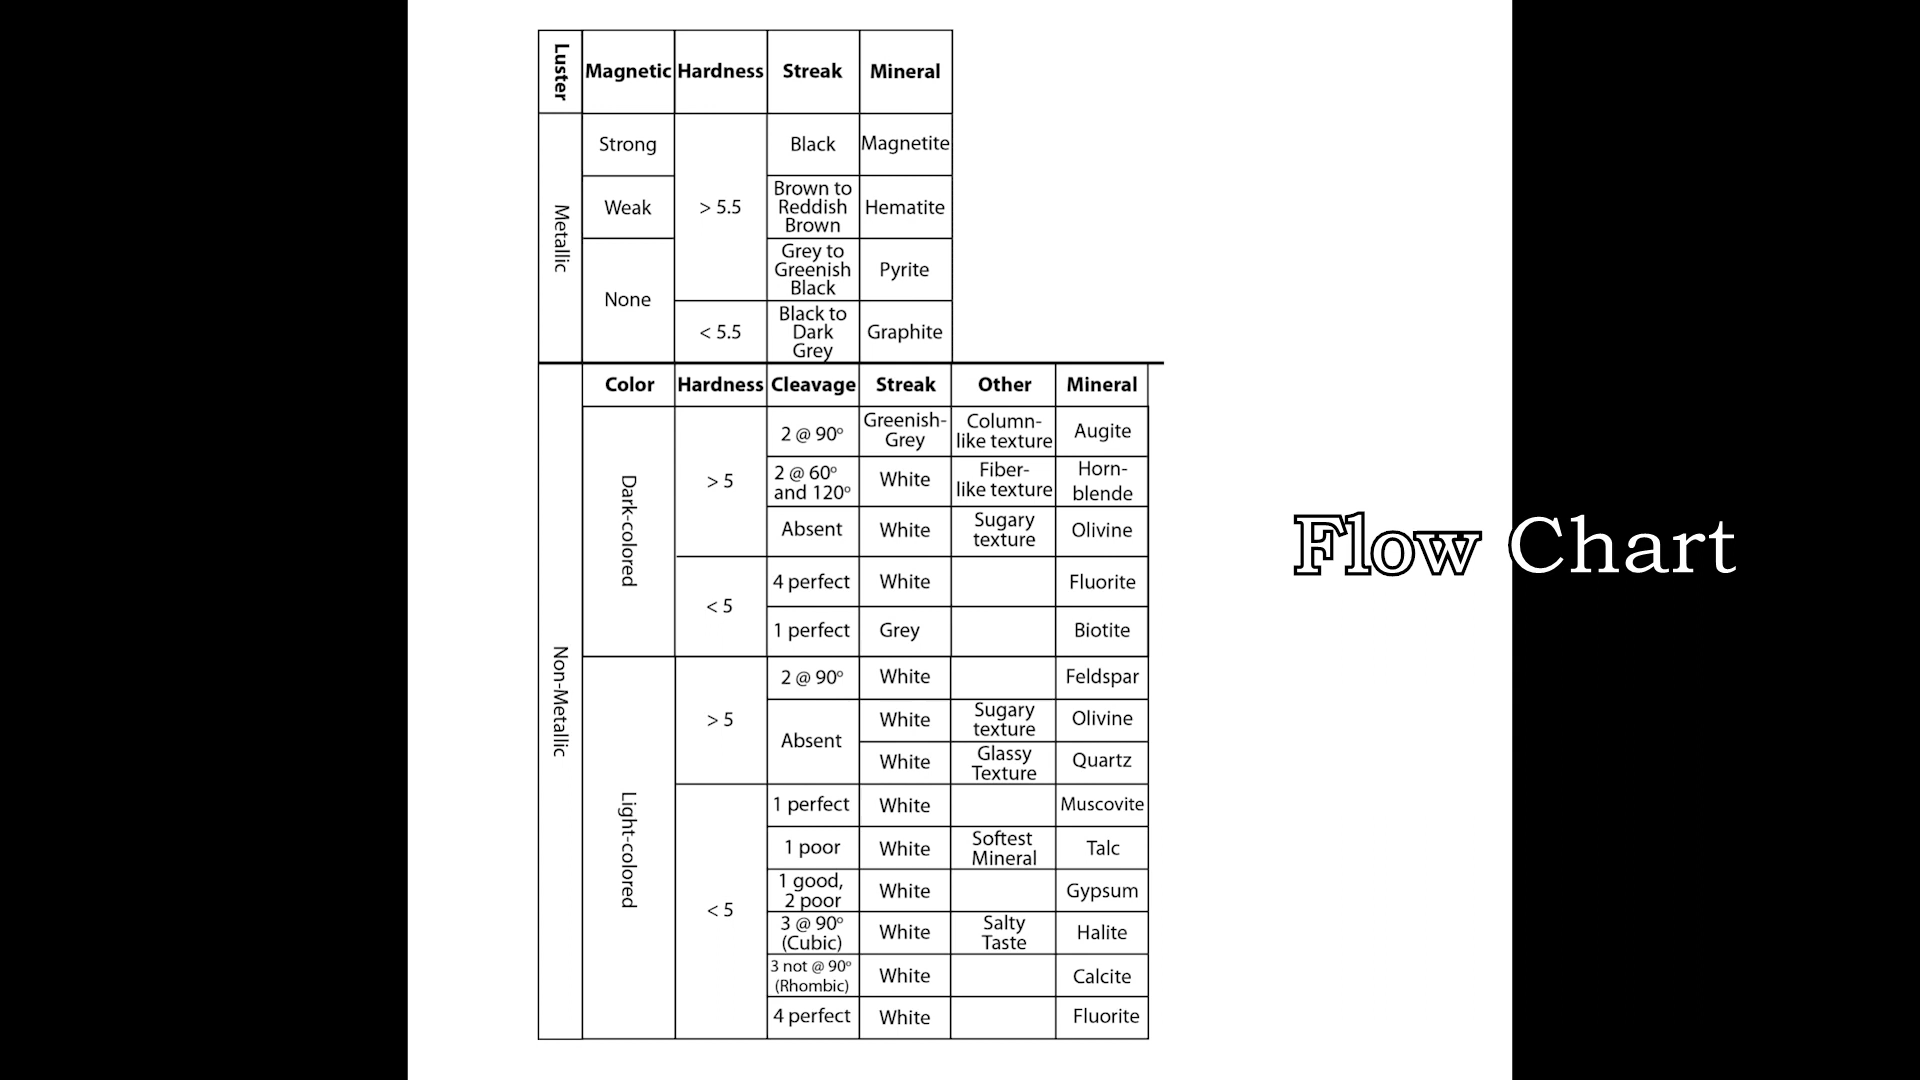 Luster Magnetic Hardness Streak Mineral
Metallic
Strong
> 5.5
Black
Magnetite
Weak
Brown to
Reddish
Brown
Hematite
None
Grey to
Greenish
Black
Pyrite
< 5.5
Black to
Dark
Grey
Graphite
Non-Metallic
Color Hardness Cleavage Streak Other Mineral
Dark-colored
> 5
2 @ 90º
Greenish-
Grey
Column-
like texture
Augite
2 @ 60º
and 120º
White
Fiber-
like texture
Horn-
blende
Absent
White
Sugary
texture
Olivine
< 5
4 perfect
White
Fluorite
1 perfect
Grey
Biotite
Light-colored
> 5
2 @ 90º
White
Feldspar
Absent
White
Sugary
texture
Olivine
White
Glassy
Texture
Quartz
< 5
1 perfect
White
Muscovite
1 poor
White
Softest
Mineral
Talc
1 good,
2 poor
White
Gypsum
3 @ 90º
(Cubic)
White
Salty
Taste
Halite
3 not @ 90º
(Rhombic)
White
Calcite
4 perfect
White
Fluorite
Flow Chart